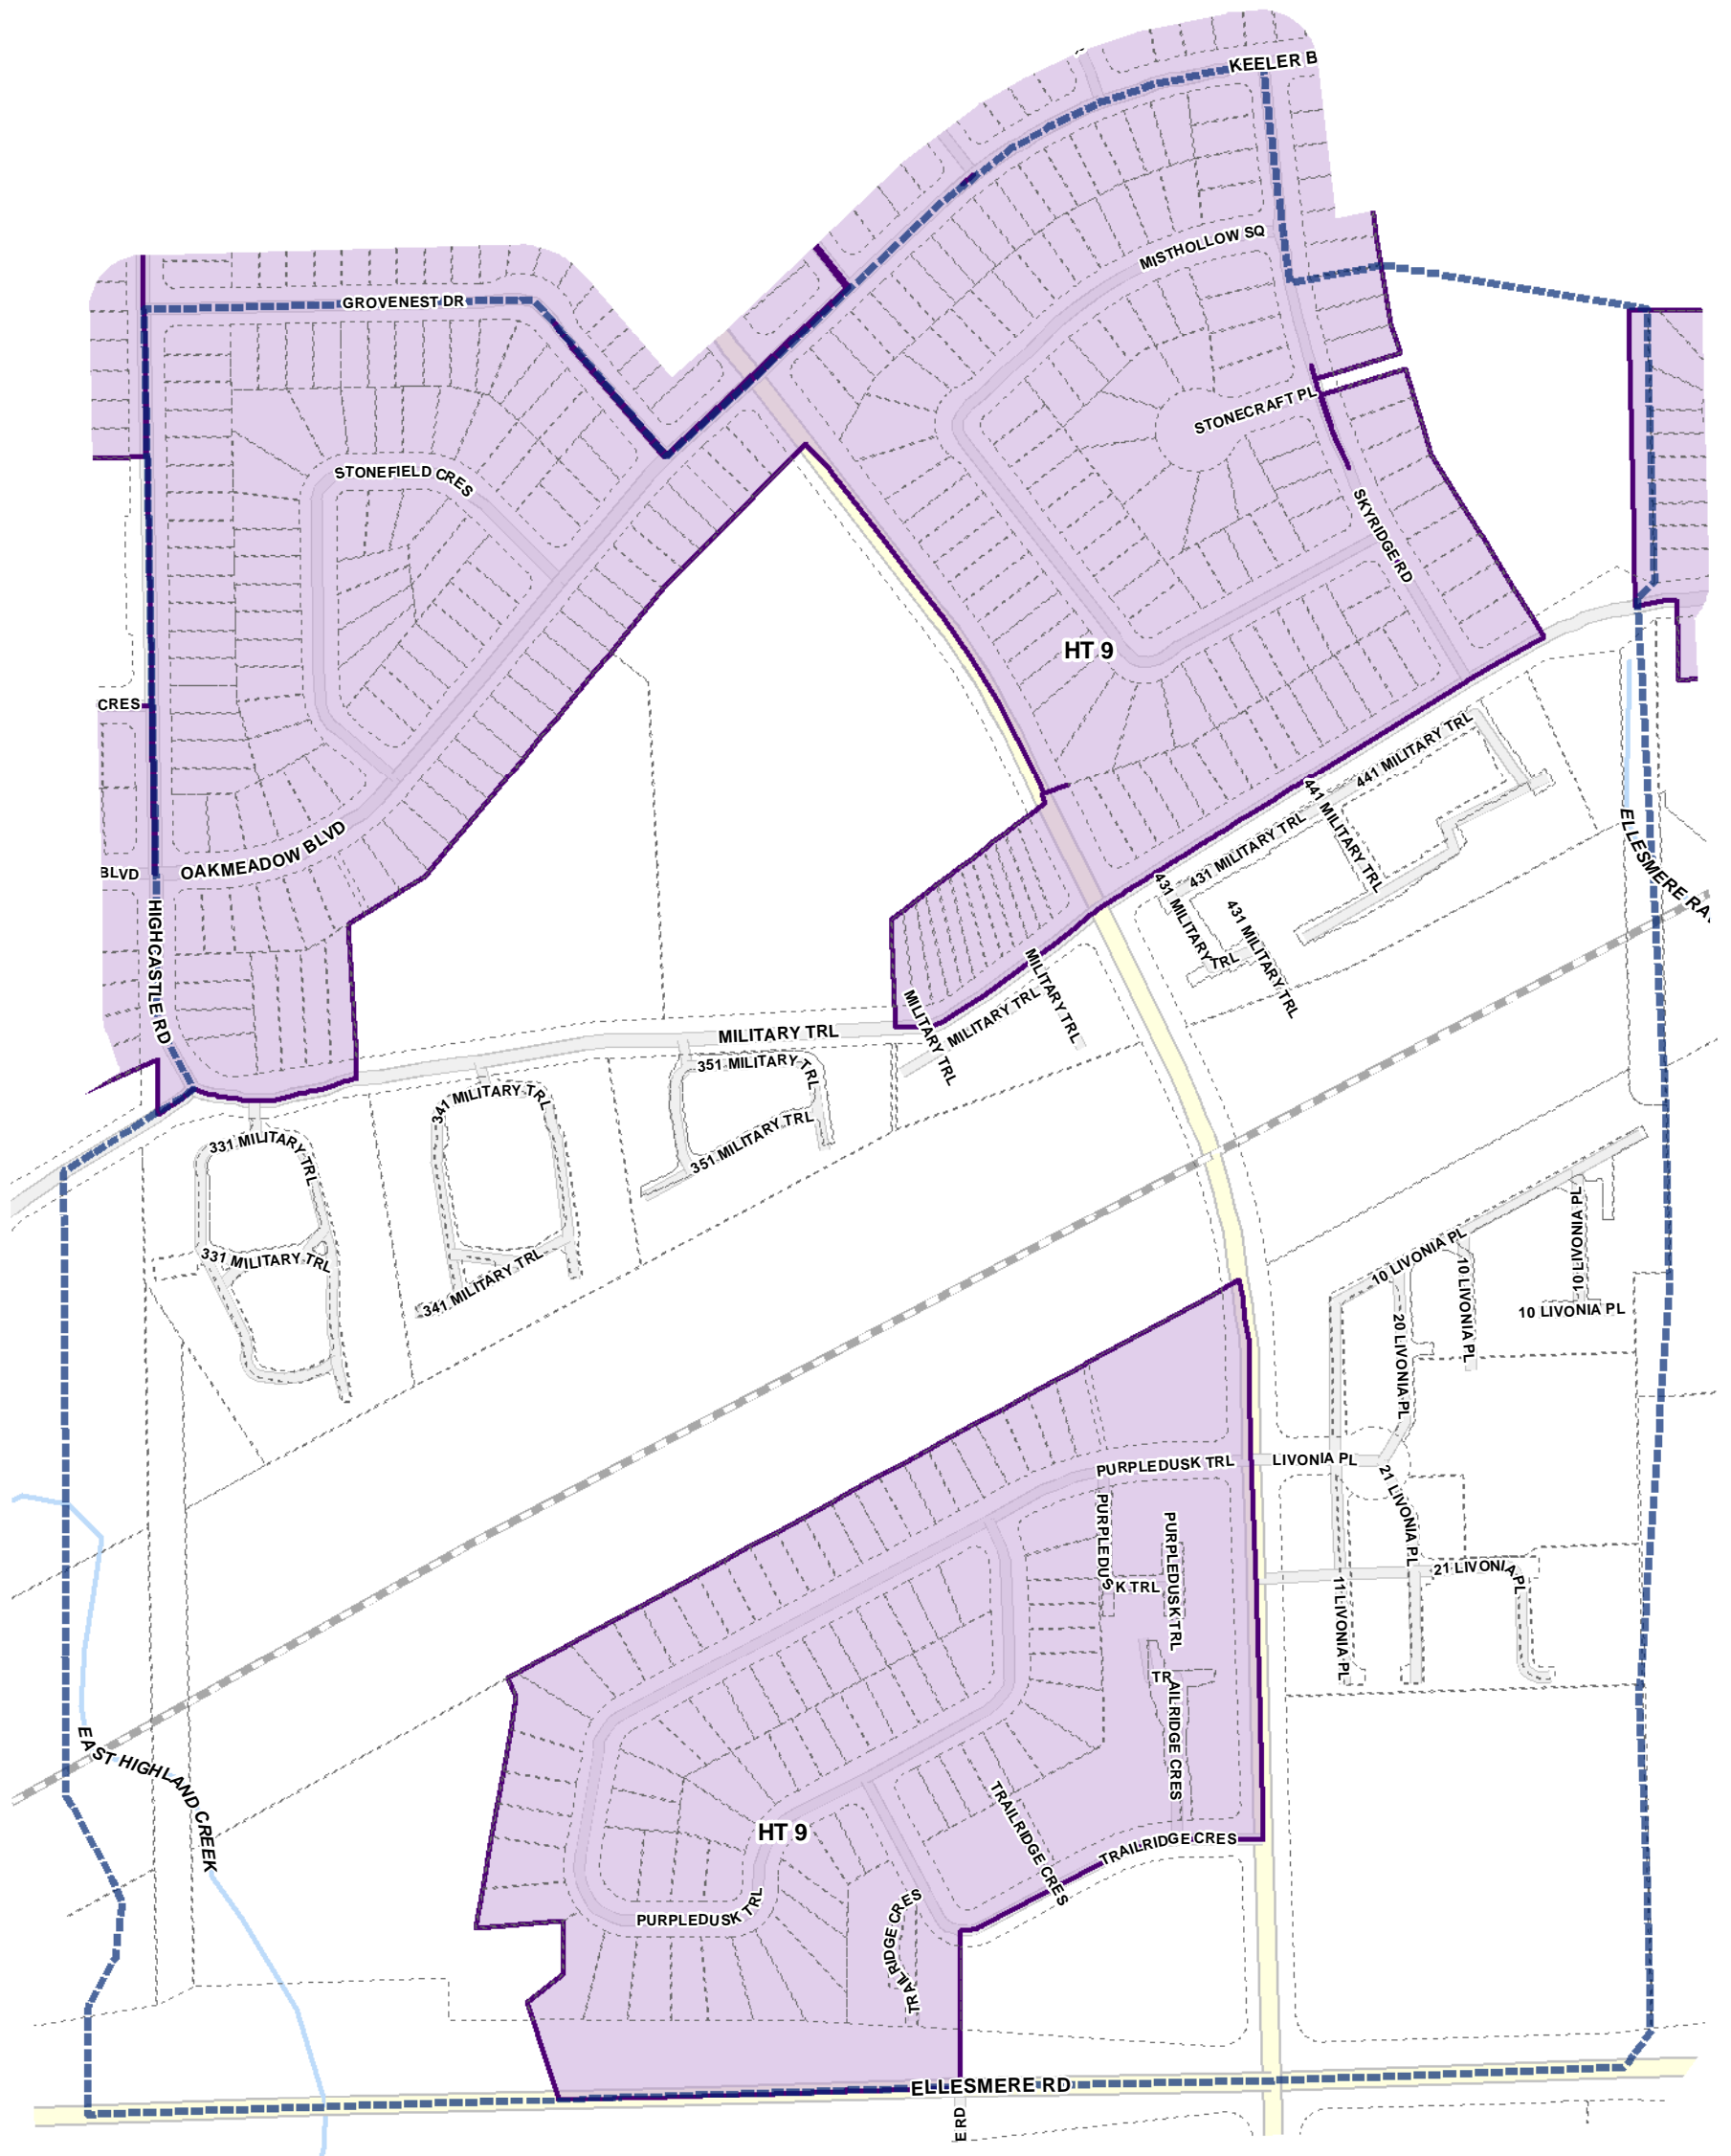 KEELER B
MISTHOLLOW SQ
GROVENEST DR
STONECRAFT PL
STONEFIELD CRES
SKYRIDGE RD
HT 9
CRES
441 MILITARY TRL
441 MILITARY TRL
431 MILITARY TRL
431 MILITARY TRL
431 MILITARY TRL
ELLESMERE RA
OAKMEADOW BLVD
BLVD
HIGHCASTLE RD
MILITARY TRL
MILITARY TRL
MILITARY TRL
MILITARY TRL
351 MILITARY TRL
351 MILITARY TRL
341 MILITARY TRL
341 MILITARY TRL
331 MILITARY TRL
331 MILITARY TRL
10 LIVONIA PL
10 LIVONIA PL
10 LIVONIA PL
10 LIVONIA PL
20 LIVONIA PL
LIVONIA PL
21 LIVONIA PL
21 LIVONIA PL
11 LIVONIA PL
PURPLEDUSK TRL
PURPLEDUSK TRL
PURPLEDUSK TRL
TRAILRIDGE CRES
TRAILRIDGE CRES
TRAILRIDGE CRES
TRAILRIDGE CRES
EAST HIGHLAND CREEK
HT 9
PURPLEDUSK TRL
ELLESMERE RD
E RD